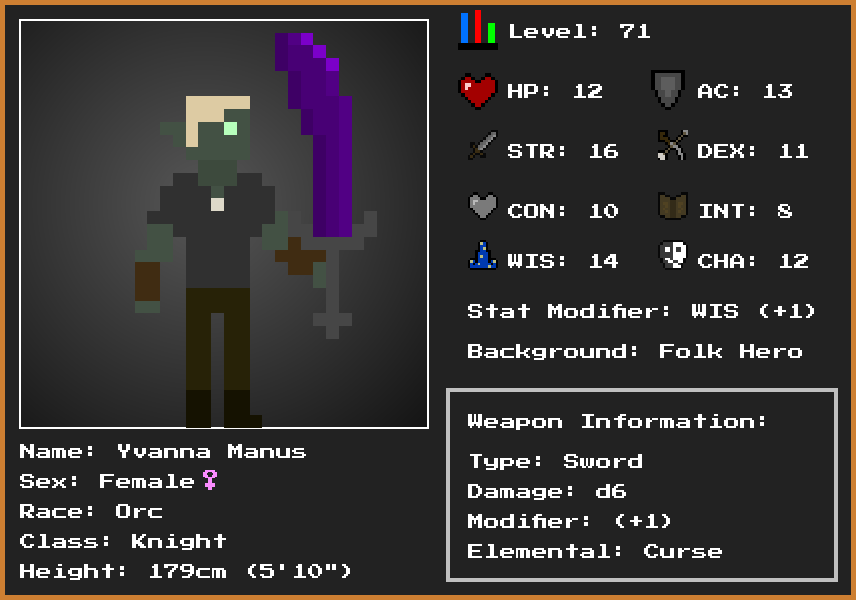 Level: 71
HP: 12
AC: 13
STR: 16
DEX: 11
CON: 10
INT: 8
WIS: 14
CHA: 12
Stat Modifier: WIS (+1)
Background: Folk Hero
Weapon Information:
Type: Sword
Damage: d6
Modifier: (+1)
Elemental: Curse
Name: Yvanna Manus
Sex: Female♀
Race: Orc
Class: Knight
Height: 179cm (5'10")